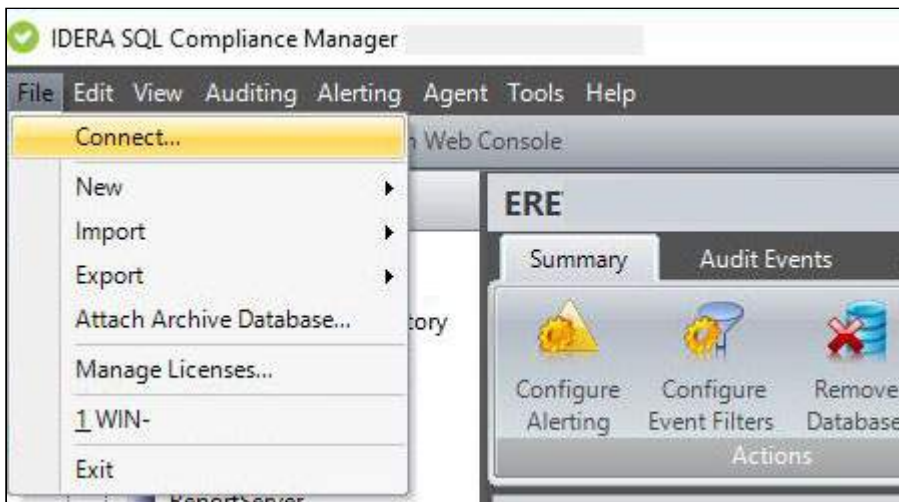 IDERA SQL Compliance Manager
File Edit View Auditing Alerting Agent Tools Help
Connect...
Web Console
New
ERE
Import
Summary Audit Events
Export
Attach Archive Database...
tory
Manage Licenses...
Configure Alerting
Configure Event Filters
Remove Database
1 WIN-
Actions
Exit
ReportServer